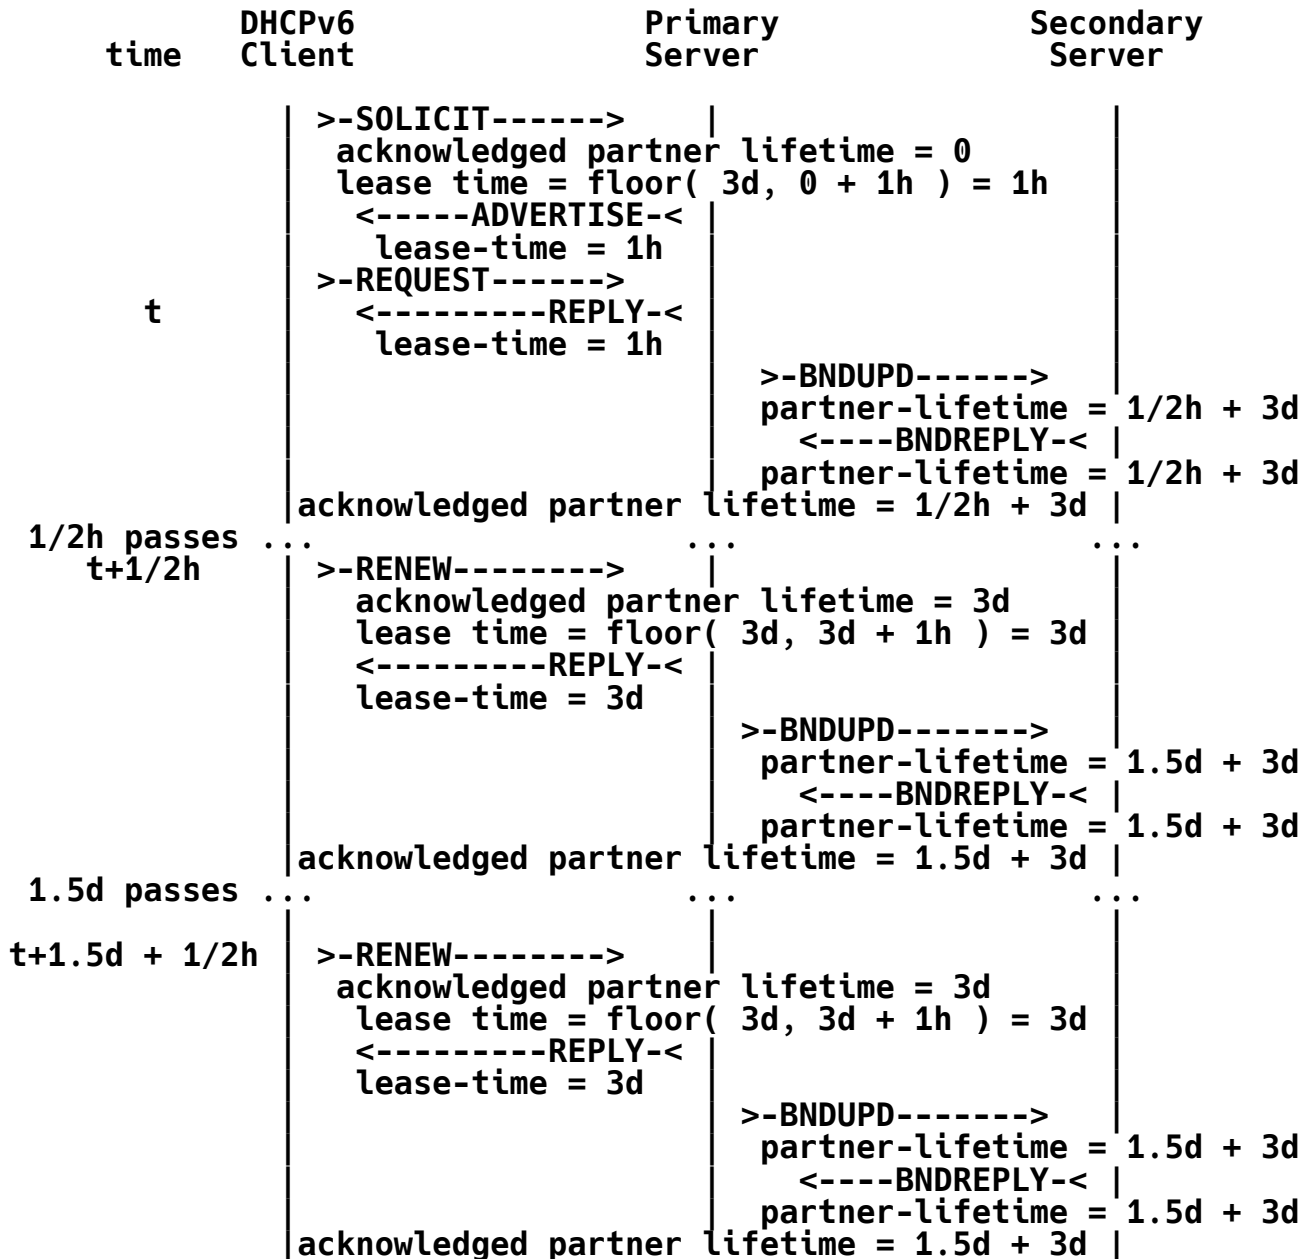 DHCPv6 Primary Secondary
time Client Server Server
| >-SOLICIT------> | |
| acknowledged partner lifetime = 0 |
| lease time = floor( 3d, 0 + 1h ) = 1h |
| <-----ADVERTISE-< | |
| lease-time = 1h | |
| >-REQUEST------> | |
t | <---------REPLY-< | |
| lease-time = 1h | |
| | >-BNDUPD------> |
| | partner-lifetime = 1/2h + 3d
| | <----BNDREPLY-< |
| | partner-lifetime = 1/2h + 3d
|acknowledged partner lifetime = 1/2h + 3d |
1/2h passes ... ... ...
t+1/2h | >-RENEW--------> | |
| acknowledged partner lifetime = 3d |
| lease time = floor( 3d, 3d + 1h ) = 3d |
| <---------REPLY-< | |
| lease-time = 3d | |
| | >-BNDUPD-------> |
| | partner-lifetime = 1.5d + 3d
| | <----BNDREPLY-< |
| | partner-lifetime = 1.5d + 3d
|acknowledged partner lifetime = 1.5d + 3d |
1.5d passes ... ... ...
| | |
t+1.5d + 1/2h | >-RENEW--------> | |
| acknowledged partner lifetime = 3d |
| lease time = floor( 3d, 3d + 1h ) = 3d |
| <---------REPLY-< | |
| lease-time = 3d | |
| | >-BNDUPD-------> |
| | partner-lifetime = 1.5d + 3d
| | <----BNDREPLY-< |
| | partner-lifetime = 1.5d + 3d
|acknowledged partner lifetime = 1.5d + 3d |